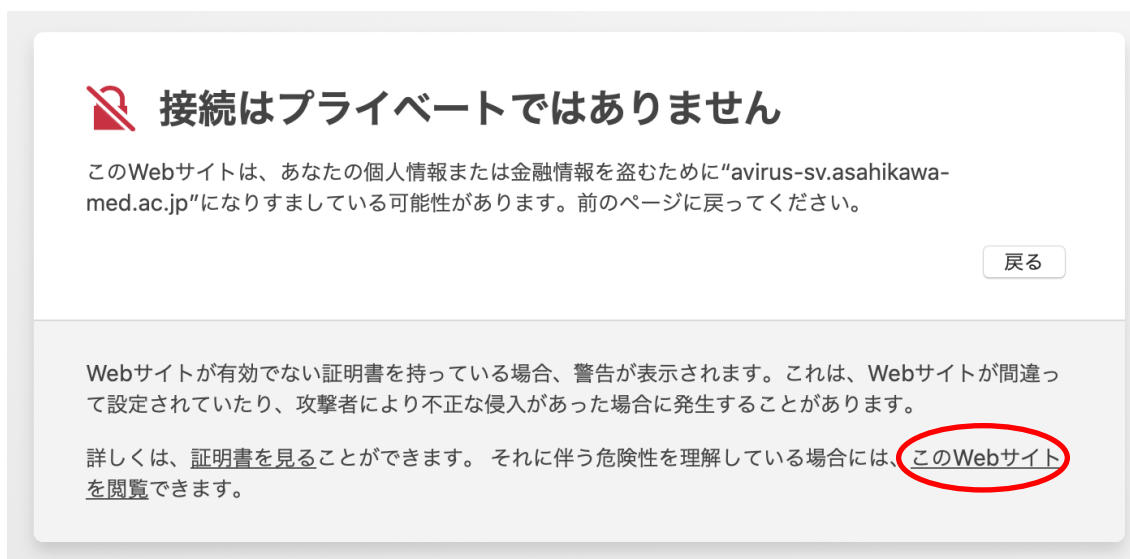 接続はプライベートではありません
このWebサイトは、あなたの個人情報または金融情報を盗むために“avirus-sv.asahikawa-
med.ac.jp”になりすましている可能性があります。前のページに戻ってください。
戻る
Webサイトが有効でない証明書を持っている場合、警告が表示されます。これは、Webサイトが間違っ
て設定されていたり、攻撃者により不正な侵入があった場合に発生することがあります。
詳しくは、証明書を見ることができます。 それに伴う危険性を理解している場合には、このWebサイト
を閲覧できます。